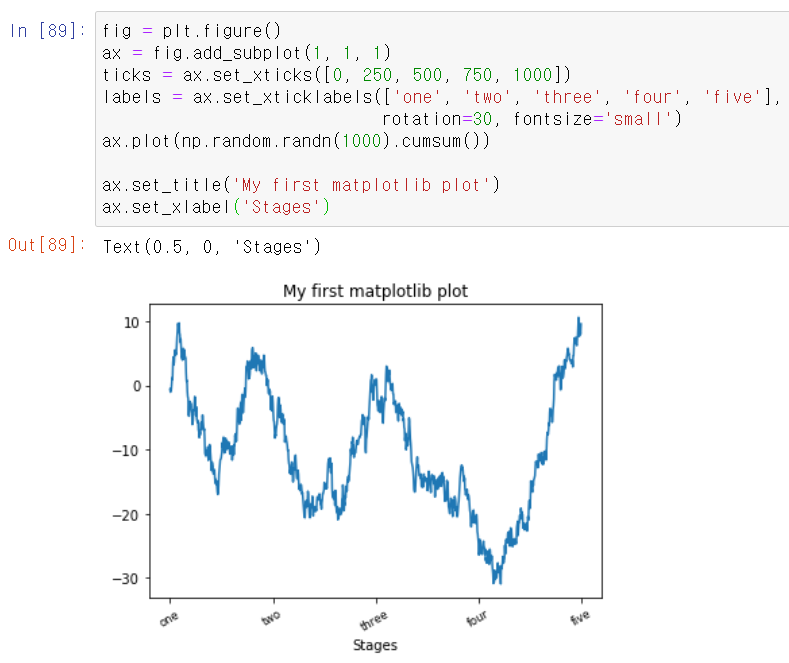 In [89]: fig = plt.figure()
ax = fig.add_subplot(1, 1, 1)
ticks = ax.set_xticks([0, 250, 500, 750, 1000])
labels = ax.set_xticklabels(['one', 'two', 'three', 'four', 'five'],
rotation=30, fontsize='small')
ax.plot(np.random.randn(1000).cumsum())
ax.set_title('My first matplotlib plot')
ax.set_xlabel('Stages')
Out[89]: Text(0.5, 0, 'Stages')
My first matplotlib plot
10
0
−10
−20
−30
one two three four five
Stages